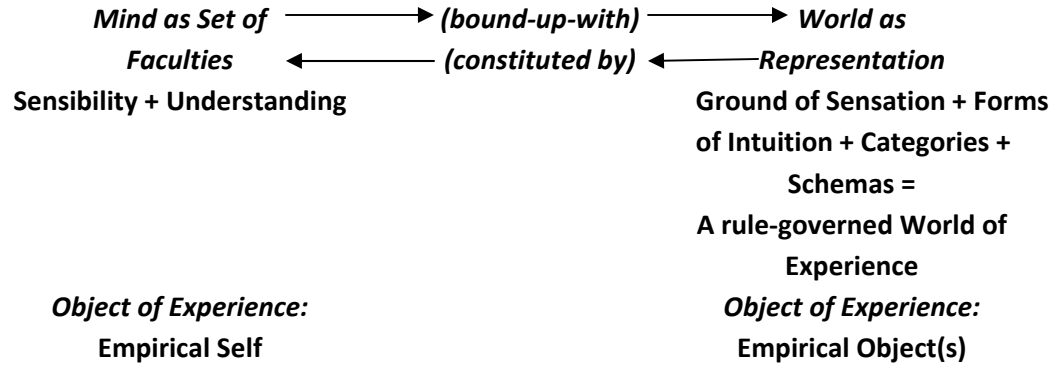 Mind as Set of (bound-up-with) World as
Faculties (constituted by) Representation
Sensibility + Understanding Ground of Sensation + Forms
of Intuition + Categories +
Schemas =
A rule-governed World of
Experience
Object of Experience: Object of Experience:
Empirical Self Empirical Object(s)